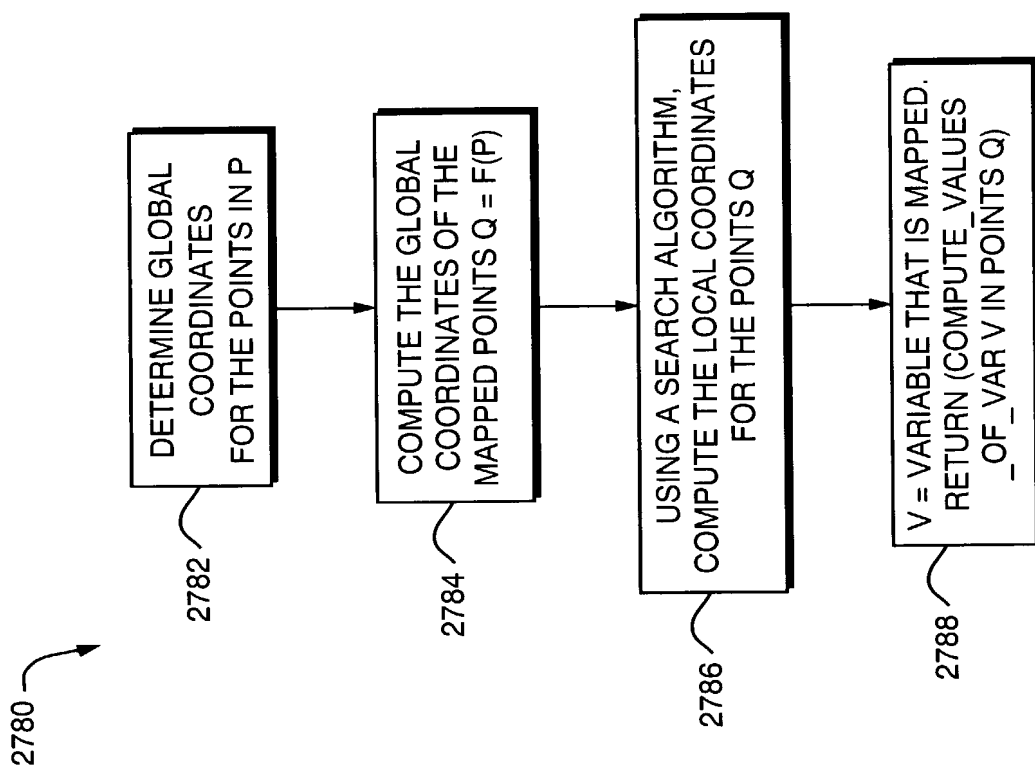 2780
DETERMINE GLOBAL
COORDINATES
FOR THE POINTS IN P
2782
COMPUTE THE GLOBAL
COORDINATES OF THE
MAPPED POINTS Q = F(P)
2784
USING A SEARCH ALGORITHM,
COMPUTE THE LOCAL COORDINATES
FOR THE POINTS Q
2786
V = VARIABLE THAT IS MAPPED.
RETURN (COMPUTE_VALUES
_OF_VAR V IN POINTS Q)
2788